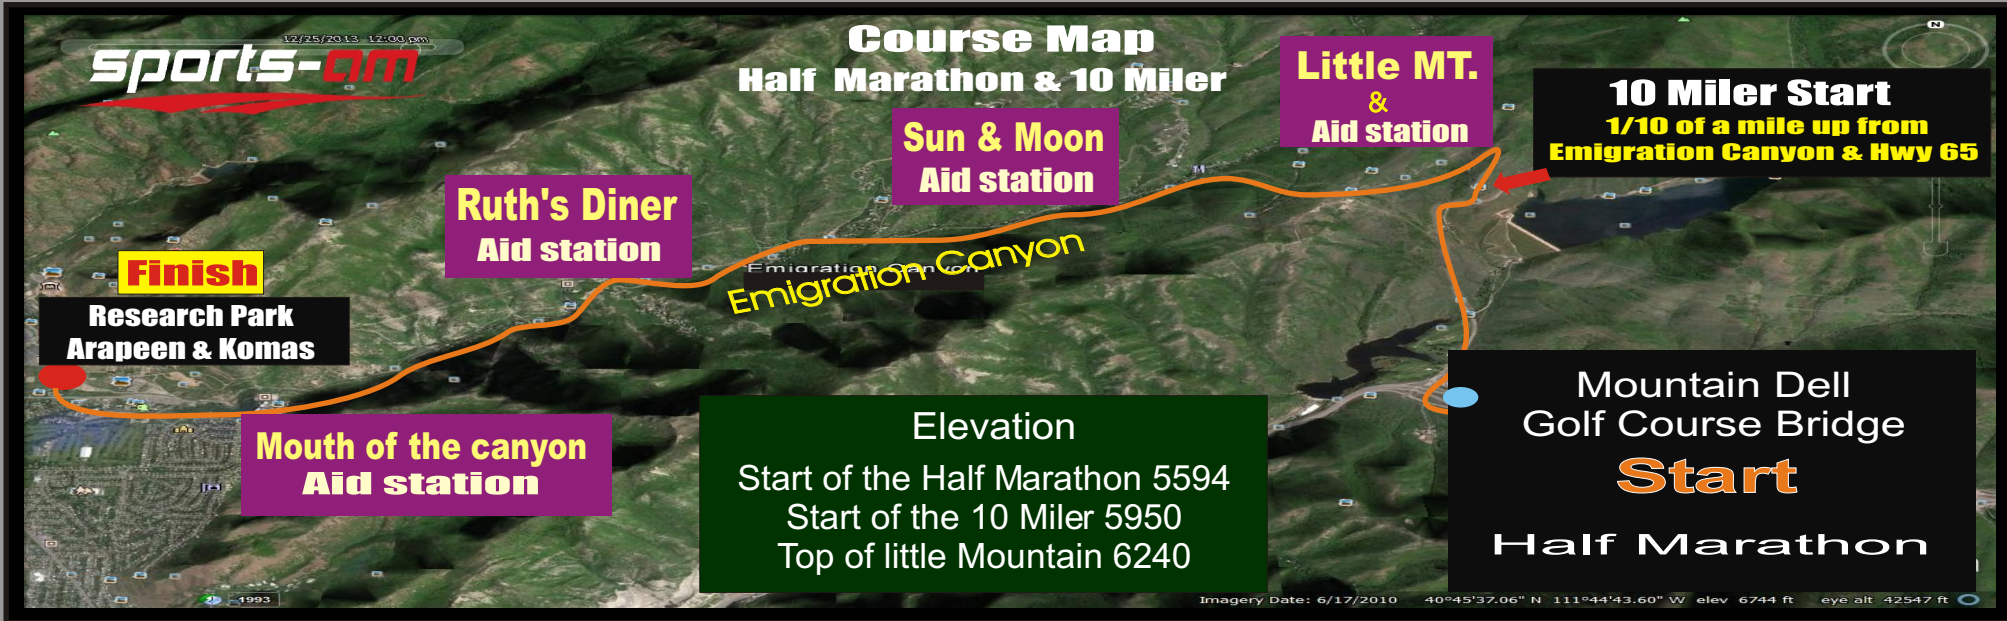 12/25/2013 12:00 pm
sports-am
Course Map
Half Marathon & 10 Miler
Little MT.
&
Aid station
10 Miler Start
1/10 of a mile up from
Emigration Canyon & Hwy 65
Sun & Moon
Aid station
Ruth's Diner
Aid station
Emigration Canyon
Emigration Canyon
Finish
Research Park
Arapeen & Komas
Mouth of the canyon
Aid station
Elevation
Start of the Half Marathon 5594
Start of the 10 Miler 5950
Top of little Mountain 6240
Mountain Dell
Golf Course Bridge
Start
Half Marathon
N
M
1993
Imagery Date: 6/17/2010 40°45'37.06" N 111°44'43.60" W elev 6744 ft eye alt 42547 ft